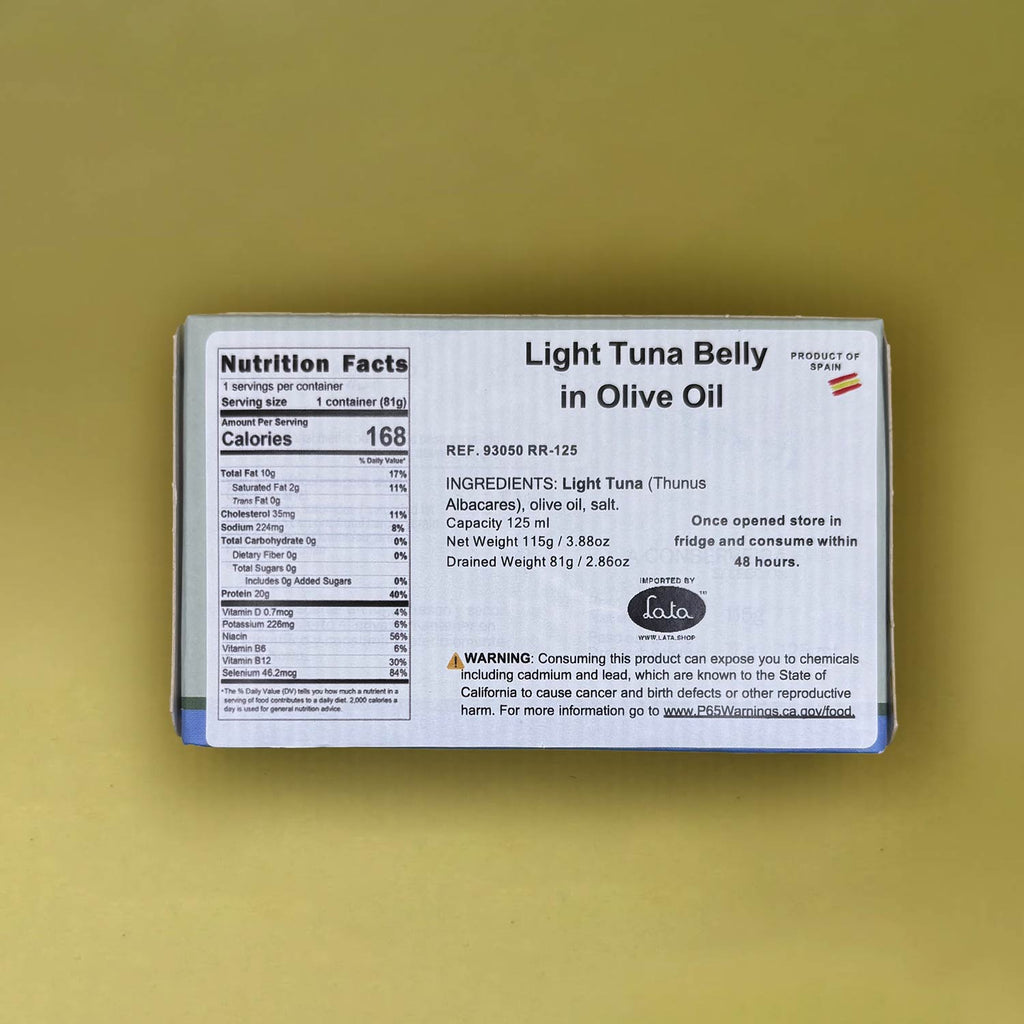 Nutrition Facts
1 servings per container
Serving size 1 container (81g)
Amount Per Serving
Calories 168
% Daily Value*
Total Fat 10g 17%
Saturated Fat 2g 11%
Trans Fat 0g
Cholesterol 35mg 11%
Sodium 224mg 8%
Total Carbohydrate 0g 0%
Dietary Fiber 0g 0%
Total Sugars 0g
Includes 0g Added Sugars 0%
Protein 20g 40%
Vitamin D 0.7mcg 4%
Potassium 226mg 6%
Niacin 56%
Vitamin B6 6%
Vitamin B12 30%
Selenium 46.2mcg 84%
*The % Daily Value (DV) tells you how much a nutrient in a
serving of food contributes to a daily diet. 2,000 calories a
day is used for general nutrition advice.
Light Tuna Belly
in Olive Oil
PRODUCT OF
SPAIN
REF. 93050 RR-125
INGREDIENTS: Light Tuna (Thunus
Albacares), olive oil, salt.
Capacity 125 ml
Net Weight 115g / 3.88oz
Drained Weight 81g / 2.86oz
Once opened store in
fridge and consume within
48 hours.
IMPORTED BY
Lata ™
WWW.LATA.SHOP
WARNING: Consuming this product can expose you to chemicals
including cadmium and lead, which are known to the State of
California to cause cancer and birth defects or other reproductive
harm. For more information go to www.P65Warnings.ca.gov/food.